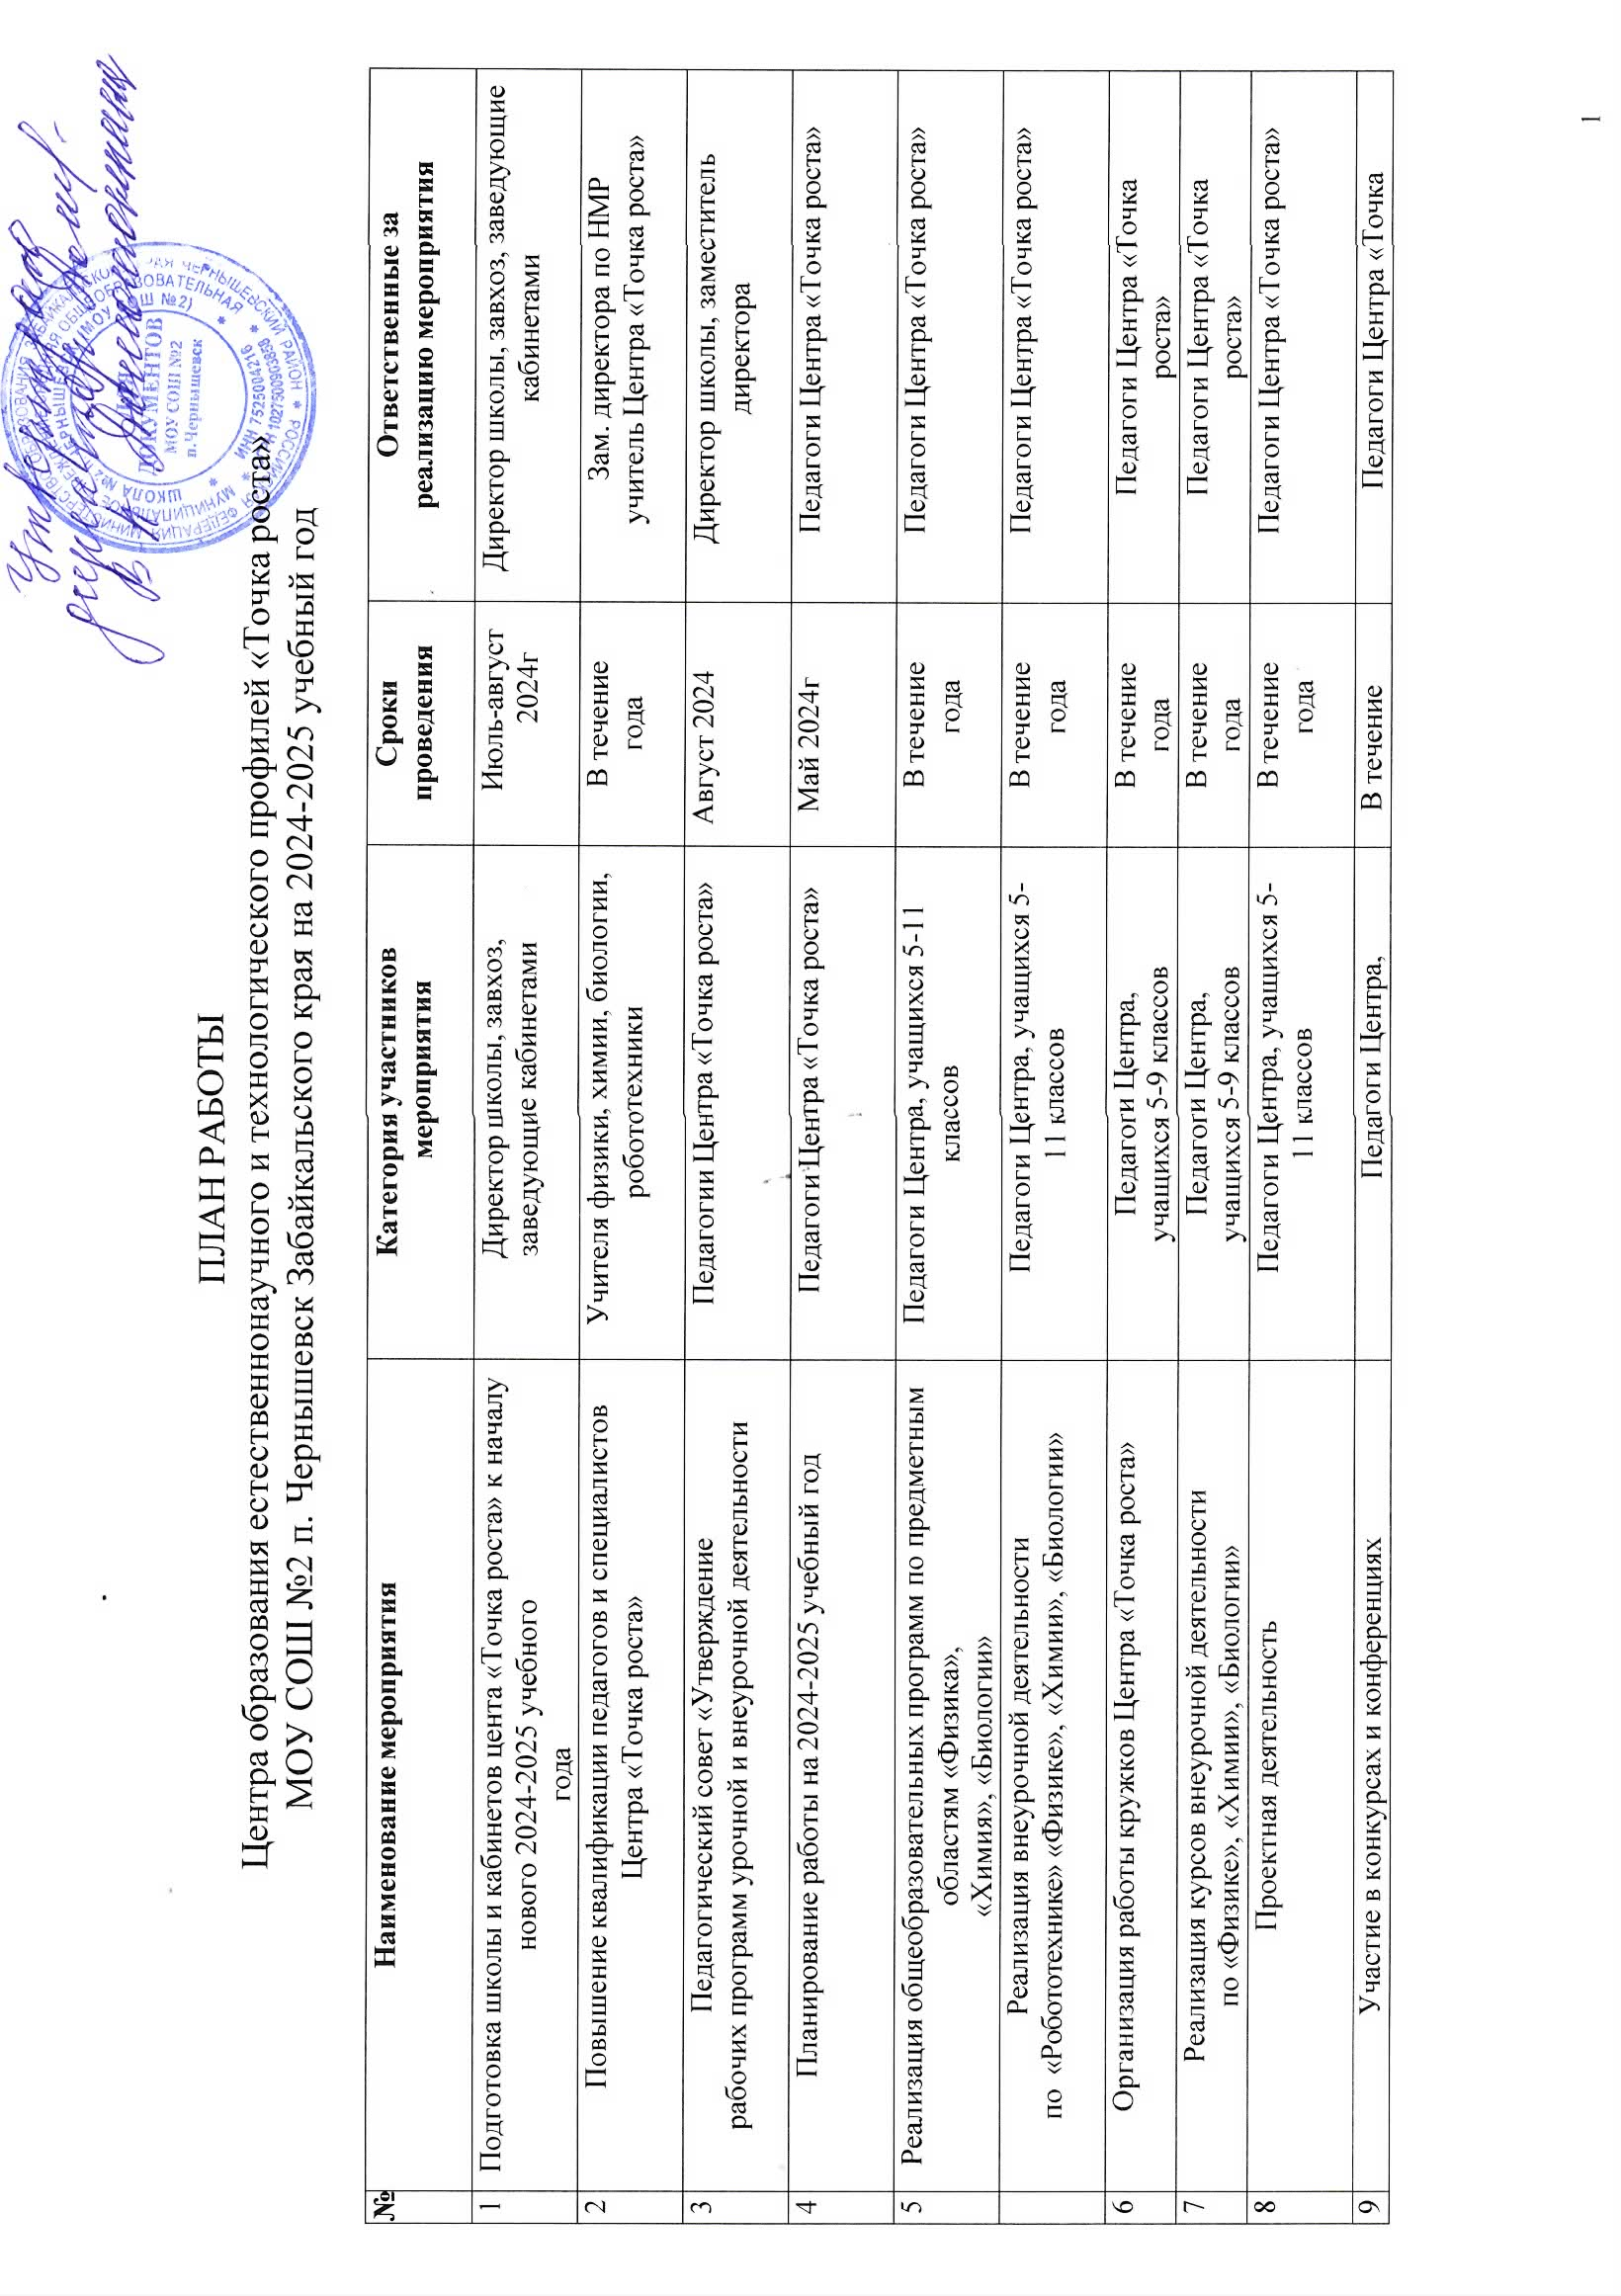 Утверждаю
ДОКУМЕНТОВ
МОУ СОШ №2
п.Чернышевск
ИНН 7525004216
ПЛАН РАБОТЫ
Центра образования естественнонаучного и технологического профилей «Точка роста»
МОУ СОШ №2 п. Чернышевск Забайкальского края на 2024-2025 учебный год
№ Наименование мероприятия Категория участников мероприятия Сроки проведения Ответственные за реализацию мероприятия
1 Подготовка школы и кабинетов цента «Точка роста» к началу нового 2024-2025 учебного года Директор школы, завхоз, заведующие кабинетами Июль-август 2024г Директор школы, завхоз, заведующие кабинетами
2 Повышение квалификации педагогов и специалистов Центра «Точка роста» Учителя физики, химии, биологии, робототехники В течение года Зам. директора по НМР учитель Центра «Точка роста»
3 Педагогический совет «Утверждение рабочих программ урочной и внеурочной деятельности Педагогии Центра «Точка роста» Август 2024 Директор школы, заместитель директора
4 Планирование работы на 2024-2025 учебный год Педагоги Центра «Точка роста» Май 2024г Педагоги Центра «Точка роста»
5 Реализация общеобразовательных программ по предметным областям «Физика», «Химия», «Биологии» Педагоги Центра, учащихся 5-11 классов В течение года Педагоги Центра «Точка роста»
Реализация внеурочной деятельности по «Робототехнике» «Физике», «Химии», «Биологии» Педагоги Центра, учащихся 5-11 классов В течение года Педагоги Центра «Точка роста»
6 Организация работы кружков Центра «Точка роста» Педагоги Центра, учащихся 5-9 классов В течение года Педагоги Центра «Точка роста»
7 Реализация курсов внеурочной деятельности по «Физике», «Химии», «Биологии» Педагоги Центра, учащихся 5-9 классов В течение года Педагоги Центра «Точка роста»
8 Проектная деятельность Педагоги Центра, учащихся 5-11 классов В течение года Педагоги Центра «Точка роста»
9 Участие в конкурсах и конференциях Педагоги Центра, В течение Педагоги Центра «Точка
1